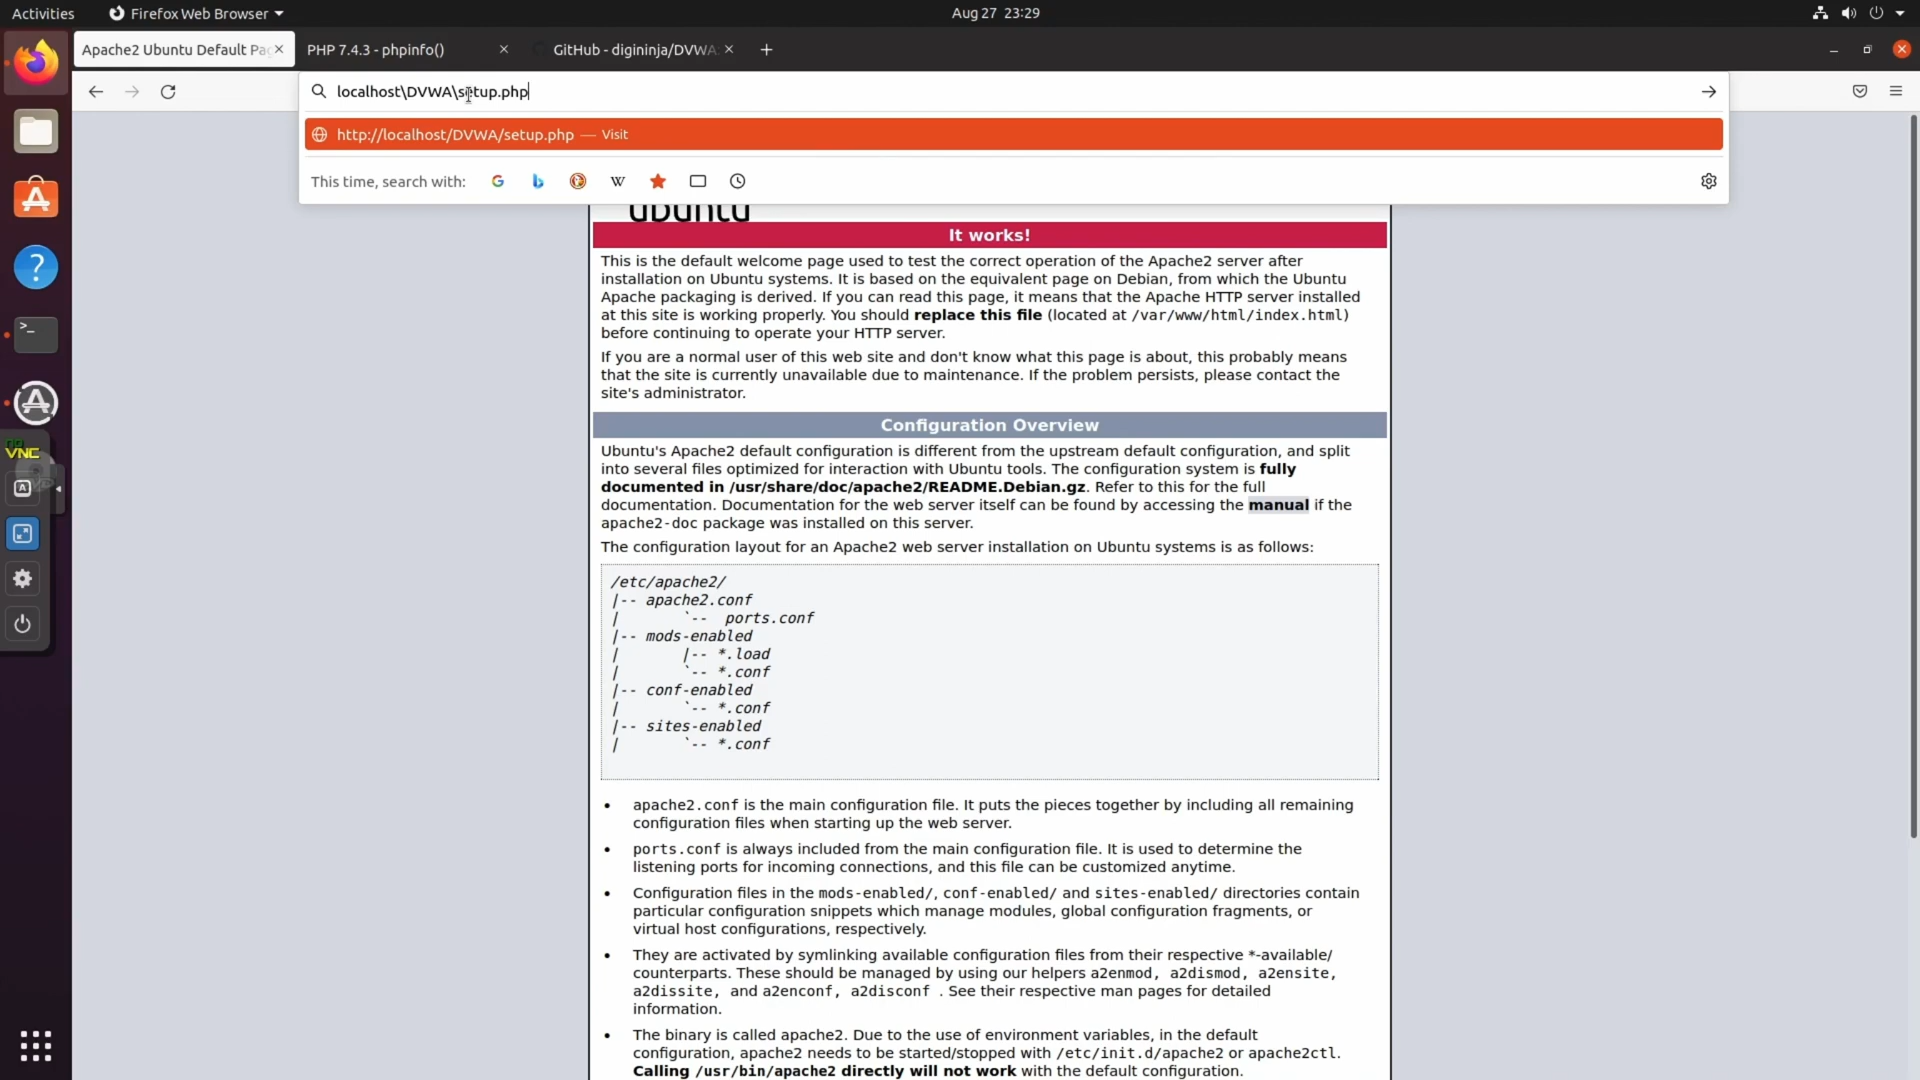 Activities
Firefox Web Browser
Aug 27 23:29
Apache2 Ubuntu Default Pa
PHP 7.4.3 - phpinfo()
GitHub - digininja/DVWA:
localhost\DVWA\setup.php
http://localhost/DVWA/setup.php — Visit
This time, search with:
ubuntu
It works!
This is the default welcome page used to test the correct operation of the Apache2 server after
installation on Ubuntu systems. It is based on the equivalent page on Debian, from which the Ubuntu
Apache packaging is derived. If you can read this page, it means that the Apache HTTP server installed
at this site is working properly. You should replace this file (located at /var/www/html/index.html)
before continuing to operate your HTTP server.
If you are a normal user of this web site and don't know what this page is about, this probably means
that the site is currently unavailable due to maintenance. If the problem persists, please contact the
site's administrator.
Configuration Overview
Ubuntu's Apache2 default configuration is different from the upstream default configuration, and split
into several files optimized for interaction with Ubuntu tools. The configuration system is fully
documented in /usr/share/doc/apache2/README.Debian.gz. Refer to this for the full
documentation. Documentation for the web server itself can be found by accessing the manual if the
apache2-doc package was installed on this server.
The configuration layout for an Apache2 web server installation on Ubuntu systems is as follows:
/etc/apache2/
|-- apache2.conf
|       `--  ports.conf
|-- mods-enabled
|       |-- *.load
|       `-- *.conf
|-- conf-enabled
|       `-- *.conf
|-- sites-enabled
|       `-- *.conf
• apache2.conf is the main configuration file. It puts the pieces together by including all remaining
configuration files when starting up the web server.
• ports.conf is always included from the main configuration file. It is used to determine the
listening ports for incoming connections, and this file can be customized anytime.
• Configuration files in the mods-enabled/, conf-enabled/ and sites-enabled/ directories contain
particular configuration snippets which manage modules, global configuration fragments, or
virtual host configurations, respectively.
• They are activated by symlinking available configuration files from their respective *-available/
counterparts. These should be managed by using our helpers a2enmod, a2dismod, a2ensite,
a2dissite, and a2enconf, a2disconf . See their respective man pages for detailed
information.
• The binary is called apache2. Due to the use of environment variables, in the default
configuration, apache2 needs to be started/stopped with /etc/init.d/apache2 or apache2ctl.
Calling /usr/bin/apache2 directly will not work with the default configuration.
no
VNC